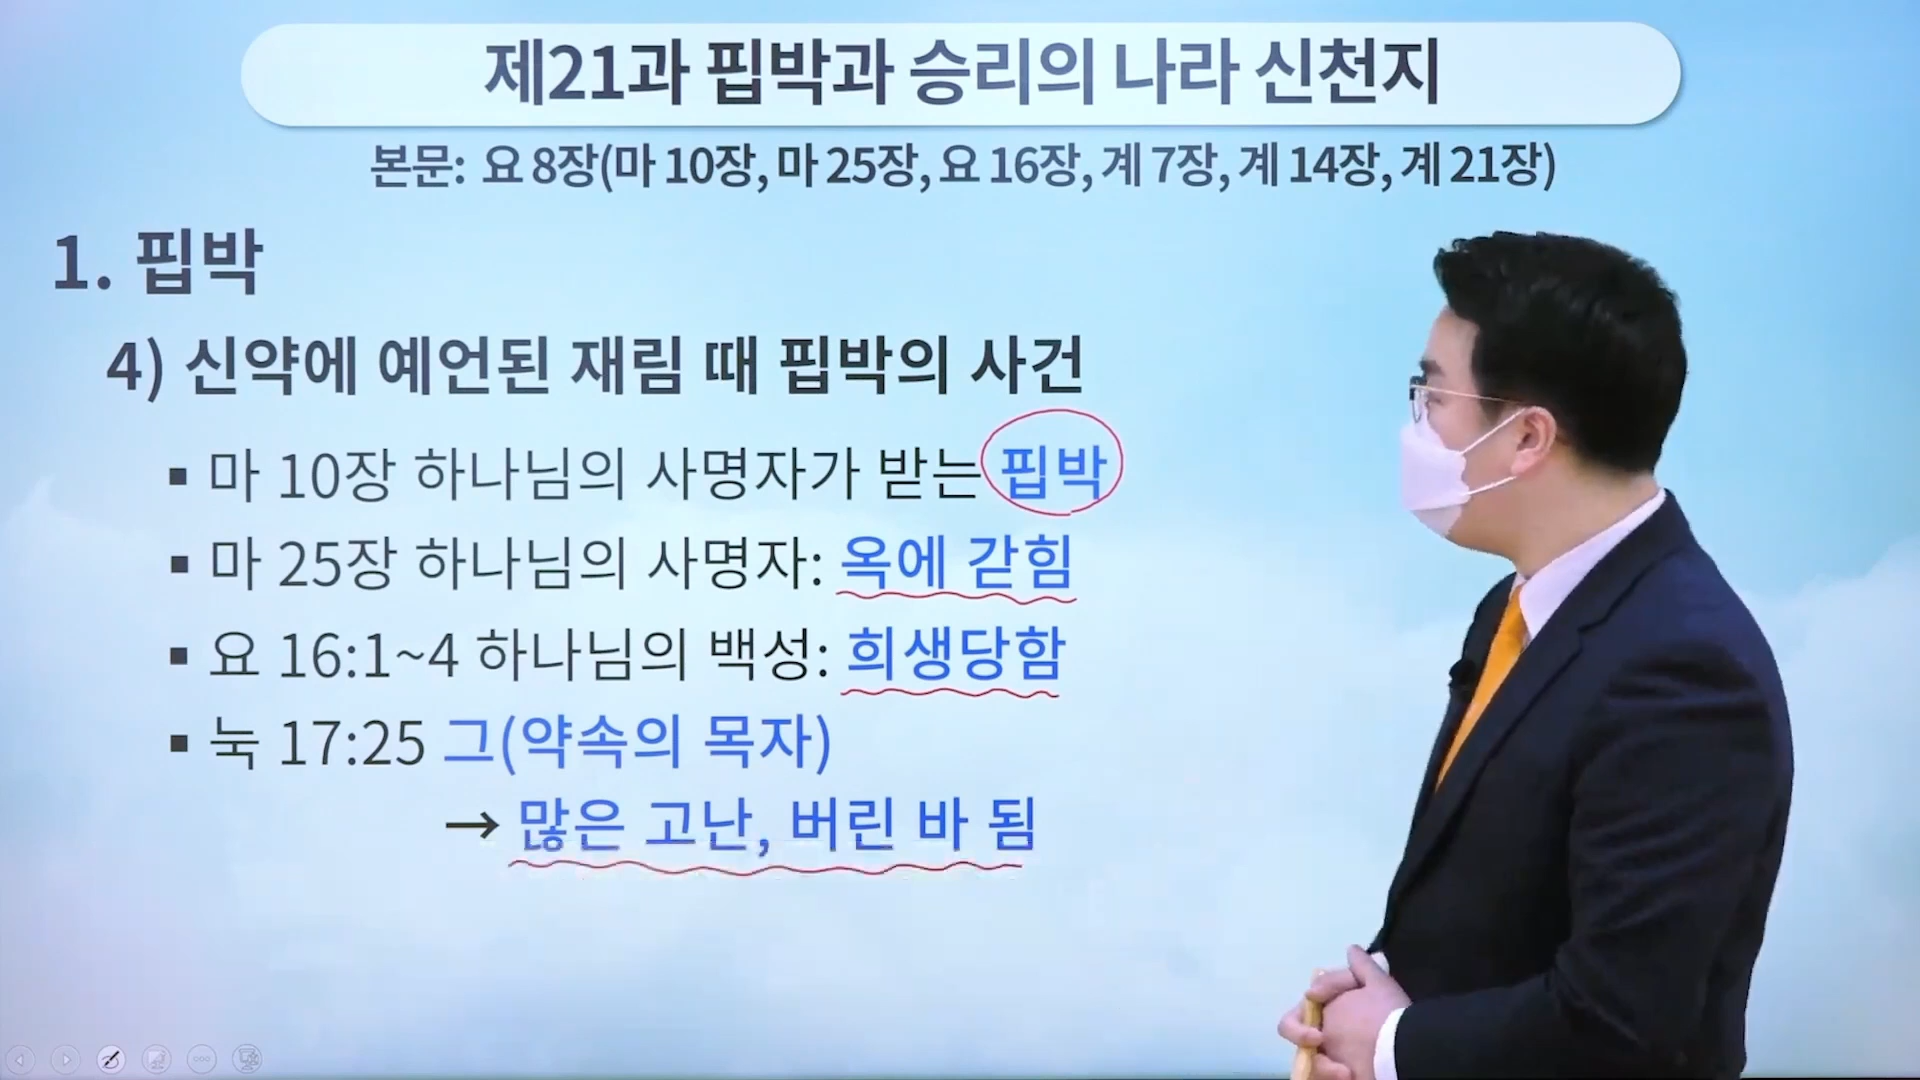 제21과 핍박과 승리의 나라 신천지
본문: 요 8장(마 10장, 마 25장, 요 16장, 계 7장, 계 14장, 계 21장)
1. 핍박
4) 신약에 예언된 재림 때 핍박의 사건
▪ 마 10장 하나님의 사명자가 받는 핍박
▪ 마 25장 하나님의 사명자: 옥에 갇힘
▪ 요 16:1~4 하나님의 백성: 희생당함
▪ 눅 17:25 그(약속의 목자)
→ 많은 고난, 버린 바 됨